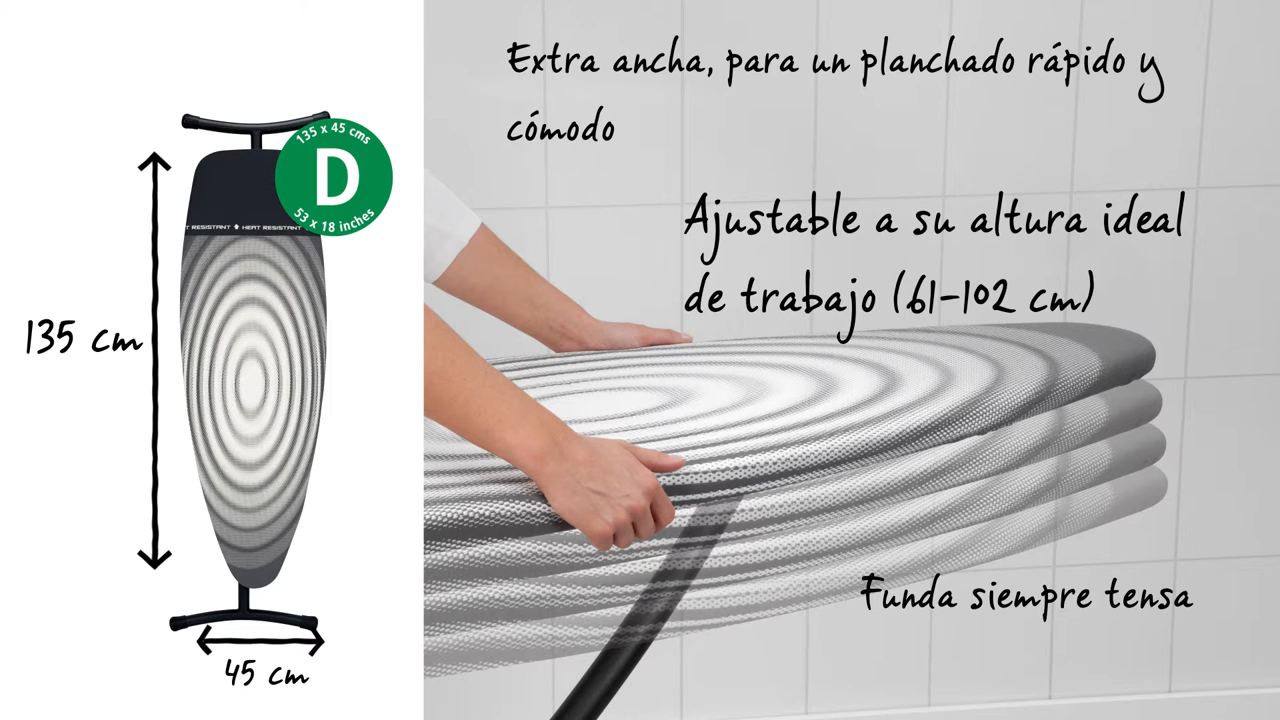 Extra ancha, para un planchado rápido y
cómodo
135 x 45 cms
D
53 x 18 inches
Ajustable a su altura ideal
de trabajo (61-102 cm)
T RESISTANT HEAT RESISTANT
135 cm
Funda siempre tensa
45 cm